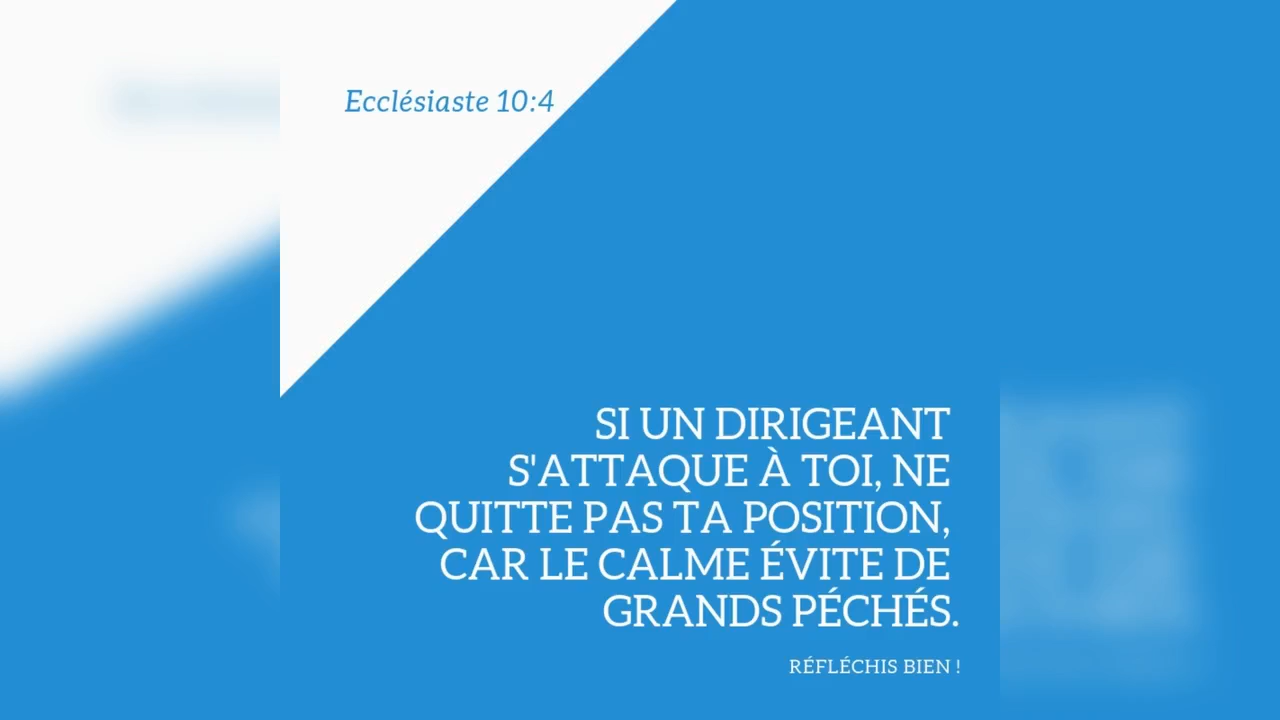 Ecclésiaste 10:4
SI UN DIRIGEANT
S'ATTAQUE À TOI, NE
QUITTE PAS TA POSITION,
CAR LE CALME ÉVITE DE
GRANDS PÉCHÉS.
RÉFLÉCHIS BIEN !